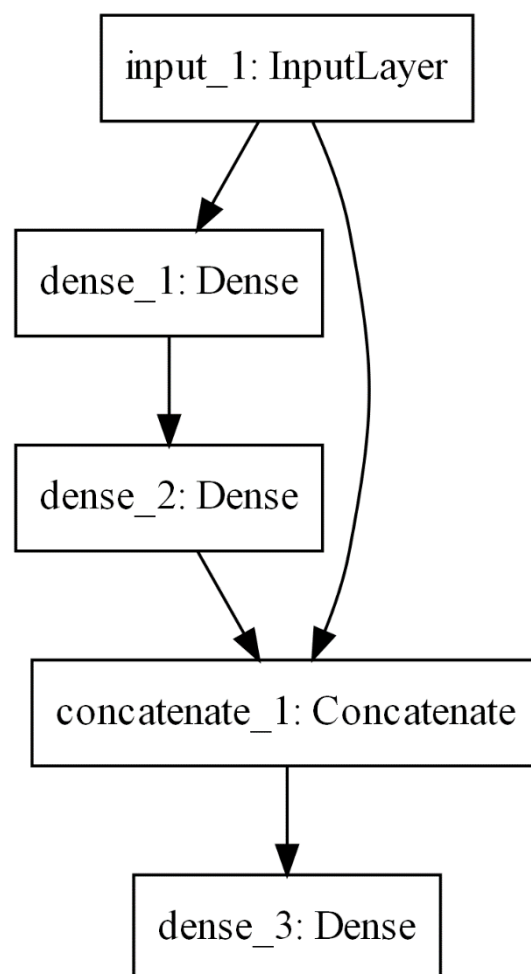 input_1: InputLayer
dense_1: Dense
dense_2: Dense
concatenate_1: Concatenate
dense_3: Dense